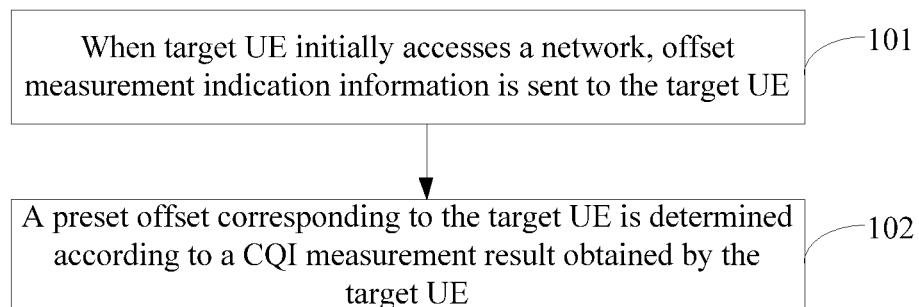 When target UE initially accesses a network, offset
measurement indication information is sent to the target UE
101
A preset offset corresponding to the target UE is determined
according to a CQI measurement result obtained by the
target UE
102